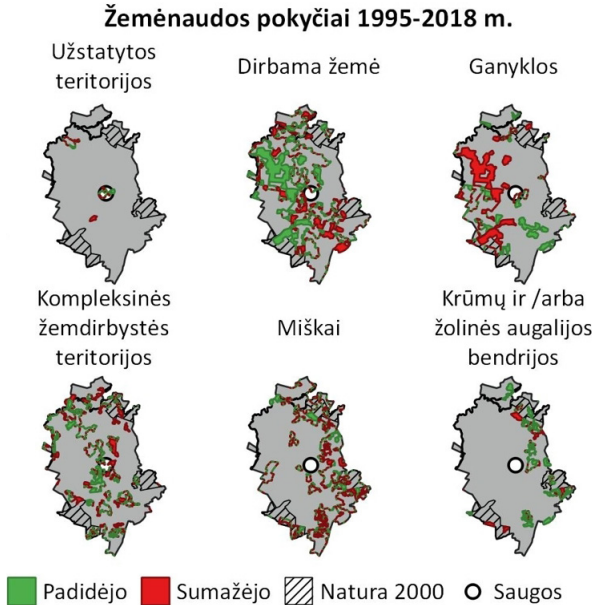 Žemėnaudos pokyčiai 1995-2018 m.
Užstatytos
teritorijos
Dirbama žemė
Ganyklos
Kompleksinės
žemdirbystės
teritorijos
Miškai
Krūmų ir /arba
žolinės augalijos
bendrijos
Padidėjo
Sumažėjo
Natura 2000
Saugos